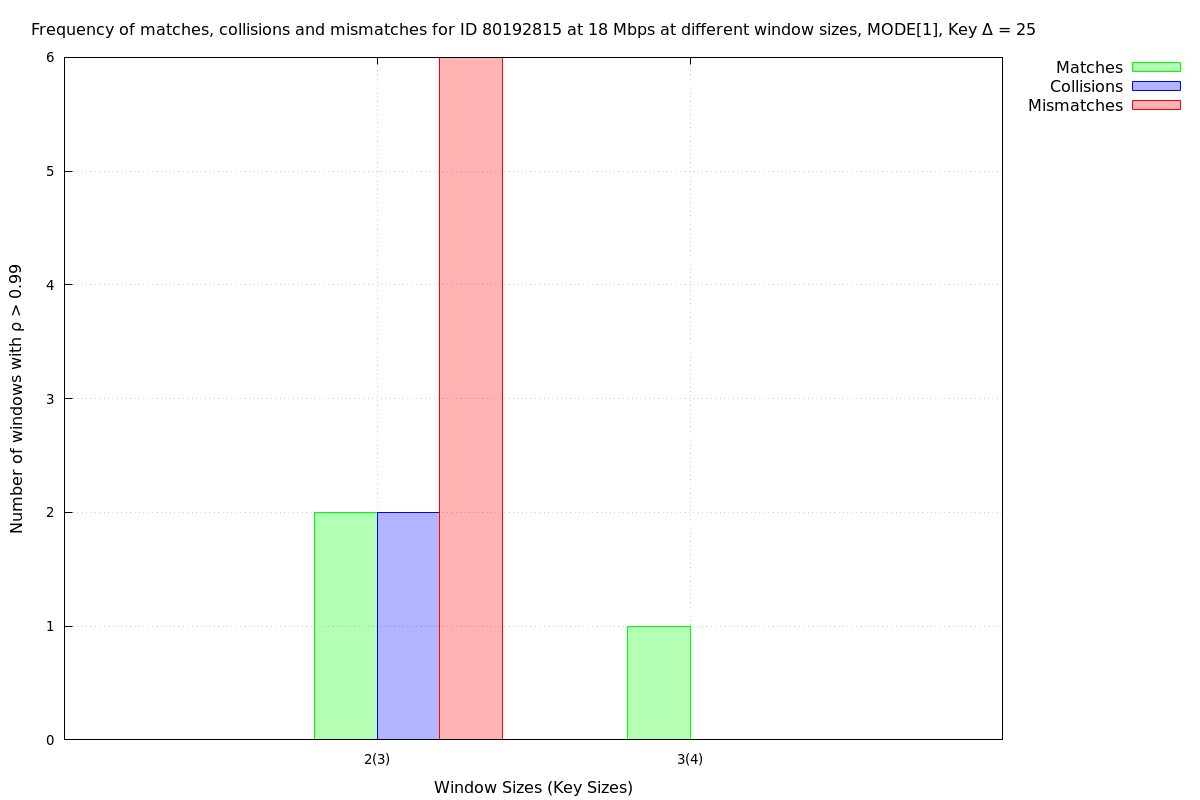 Frequency of matches, collisions and mismatches for ID 80192815 at 18 Mbps at different window sizes, MODE[1], Key Δ = 25
Matches
Collisions
Mismatches
Number of windows with ρ > 0.99
6
5
4
3
2
1
0
2(3)
3(4)
Window Sizes (Key Sizes)